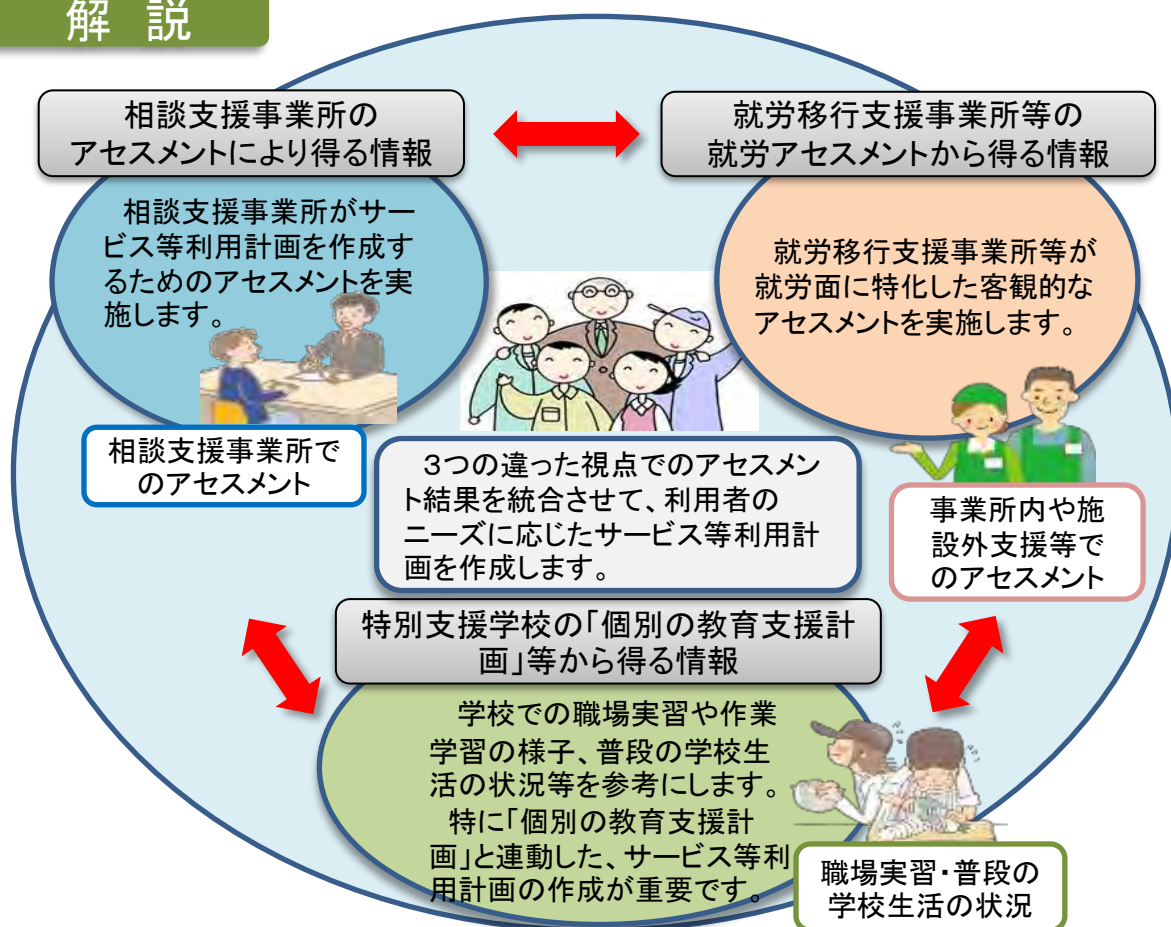 解 説
相談支援事業所の
アセスメントにより得る情報
就労移行支援事業所等の
就労アセスメントから得る情報
相談支援事業所がサー
ビス等利用計画を作成す
るためのアセスメントを実
施します。
就労移行支援事業所等が
就労面に特化した客観的な
アセスメントを実施します。
相談支援事業所で
のアセスメント
3つの違った視点でのアセスメン
ト結果を統合させて、利用者の
ニーズに応じたサービス等利用計
画を作成します。
事業所内や施
設外支援等で
のアセスメント
特別支援学校の「個別の教育支援計
画」等から得る情報
学校での職場実習や作業
学習の様子、普段の学校生
活の状況等を参考にします。
特に「個別の教育支援計
画」と連動した、サービス等利
用計画の作成が重要です。
職場実習・普段の
学校生活の状況